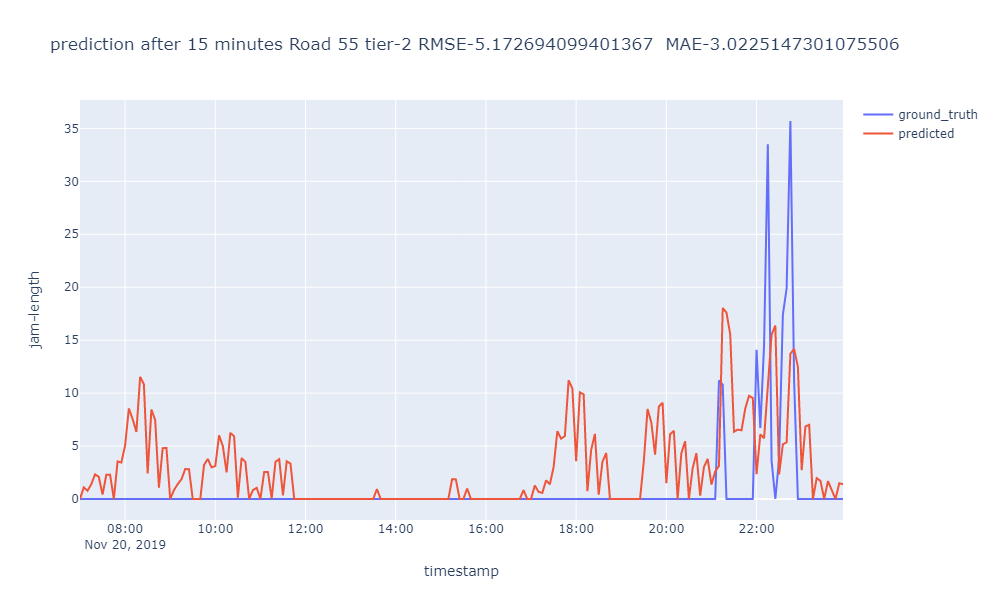 prediction after 15 minutes Road 55 tier-2 RMSE-5.172694099401367  MAE-3.0225147301075506
ground_truth
predicted
jam-length
35
30
25
20
15
10
5
0
08:00 10:00 12:00 14:00 16:00 18:00 20:00 22:00
Nov 20, 2019
timestamp